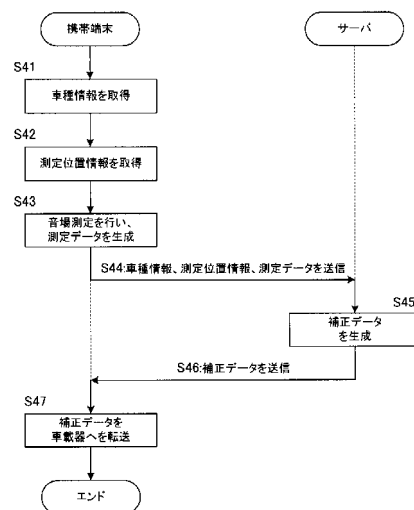 携帯端末
サーバ
S41
車種情報を取得
S42
測定位置情報を取得
S43
音場測定を行い、
測定データを生成
S44:車種情報、測定位置情報、測定データを送信
S45
補正データ
を生成
S46:補正データを送信
S47
補正データを
車載器へを転送
エンド